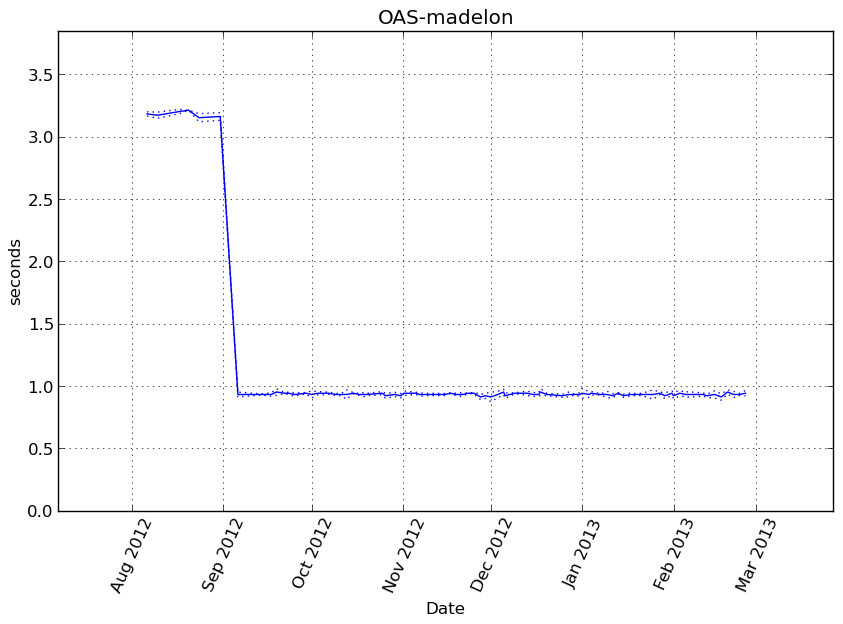 OAS-madelon
3.5
3.0
2.5
2.0
1.5
1.0
0.5
0.0
seconds
Aug 2012
Sep 2012
Oct 2012
Nov 2012
Dec 2012
Jan 2013
Feb 2013
Mar 2013
Date